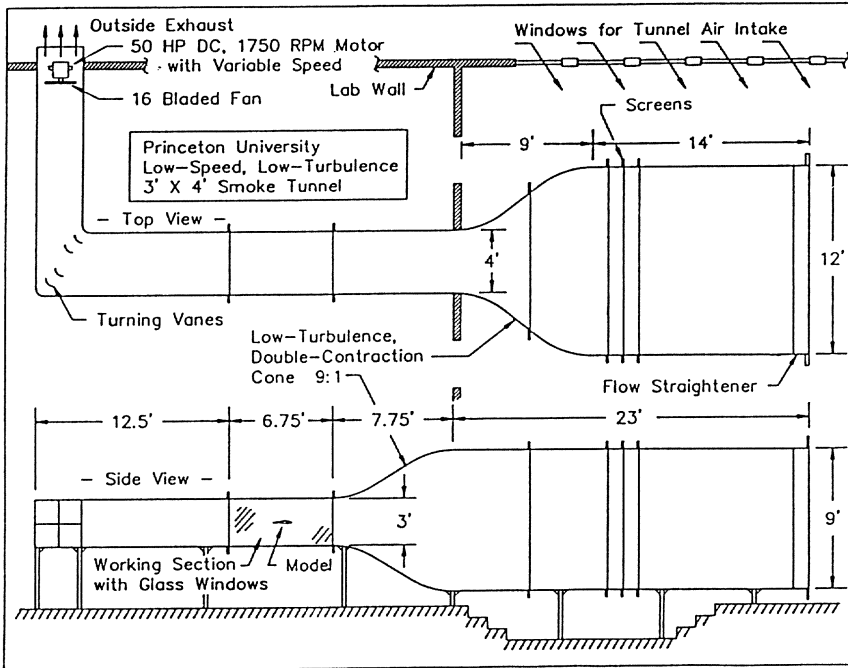 Outside Exhaust
50 HP DC, 1750 RPM Motor
with Variable Speed
16 Bladed Fan
Lab Wall
Windows for Tunnel Air Intake
Screens
Princeton University
Low-Speed, Low-Turbulence
3' X 4' Smoke Tunnel
9'
14'
- Top View -
4'
12'
Turning Vanes
Low-Turbulence,
Double-Contraction
Cone 9:1
Flow Straightener
12.5'
6.75'
7.75'
23'
- Side View -
3'
9'
Working Section
with Glass Windows
Model